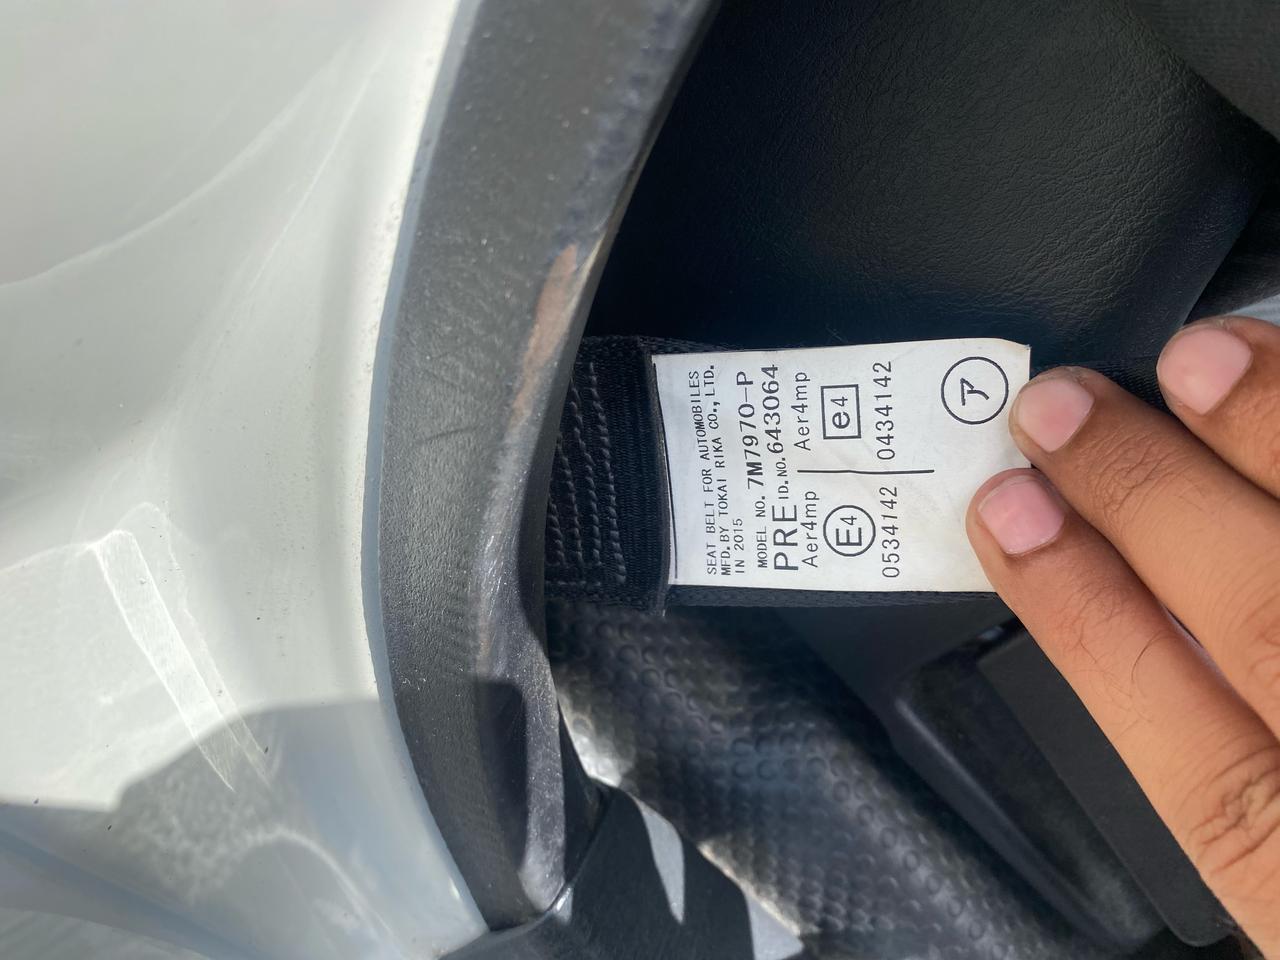 SEAT BELT FOR AUTOMOBILES
MFD. BY TOKAI RIKA CO., LTD.
IN 2015
MODEL NO. 7M7970-P
PRE ID. NO. 643064
Aer4mp Aer4mp
E4 e4
0534142 0434142
ア